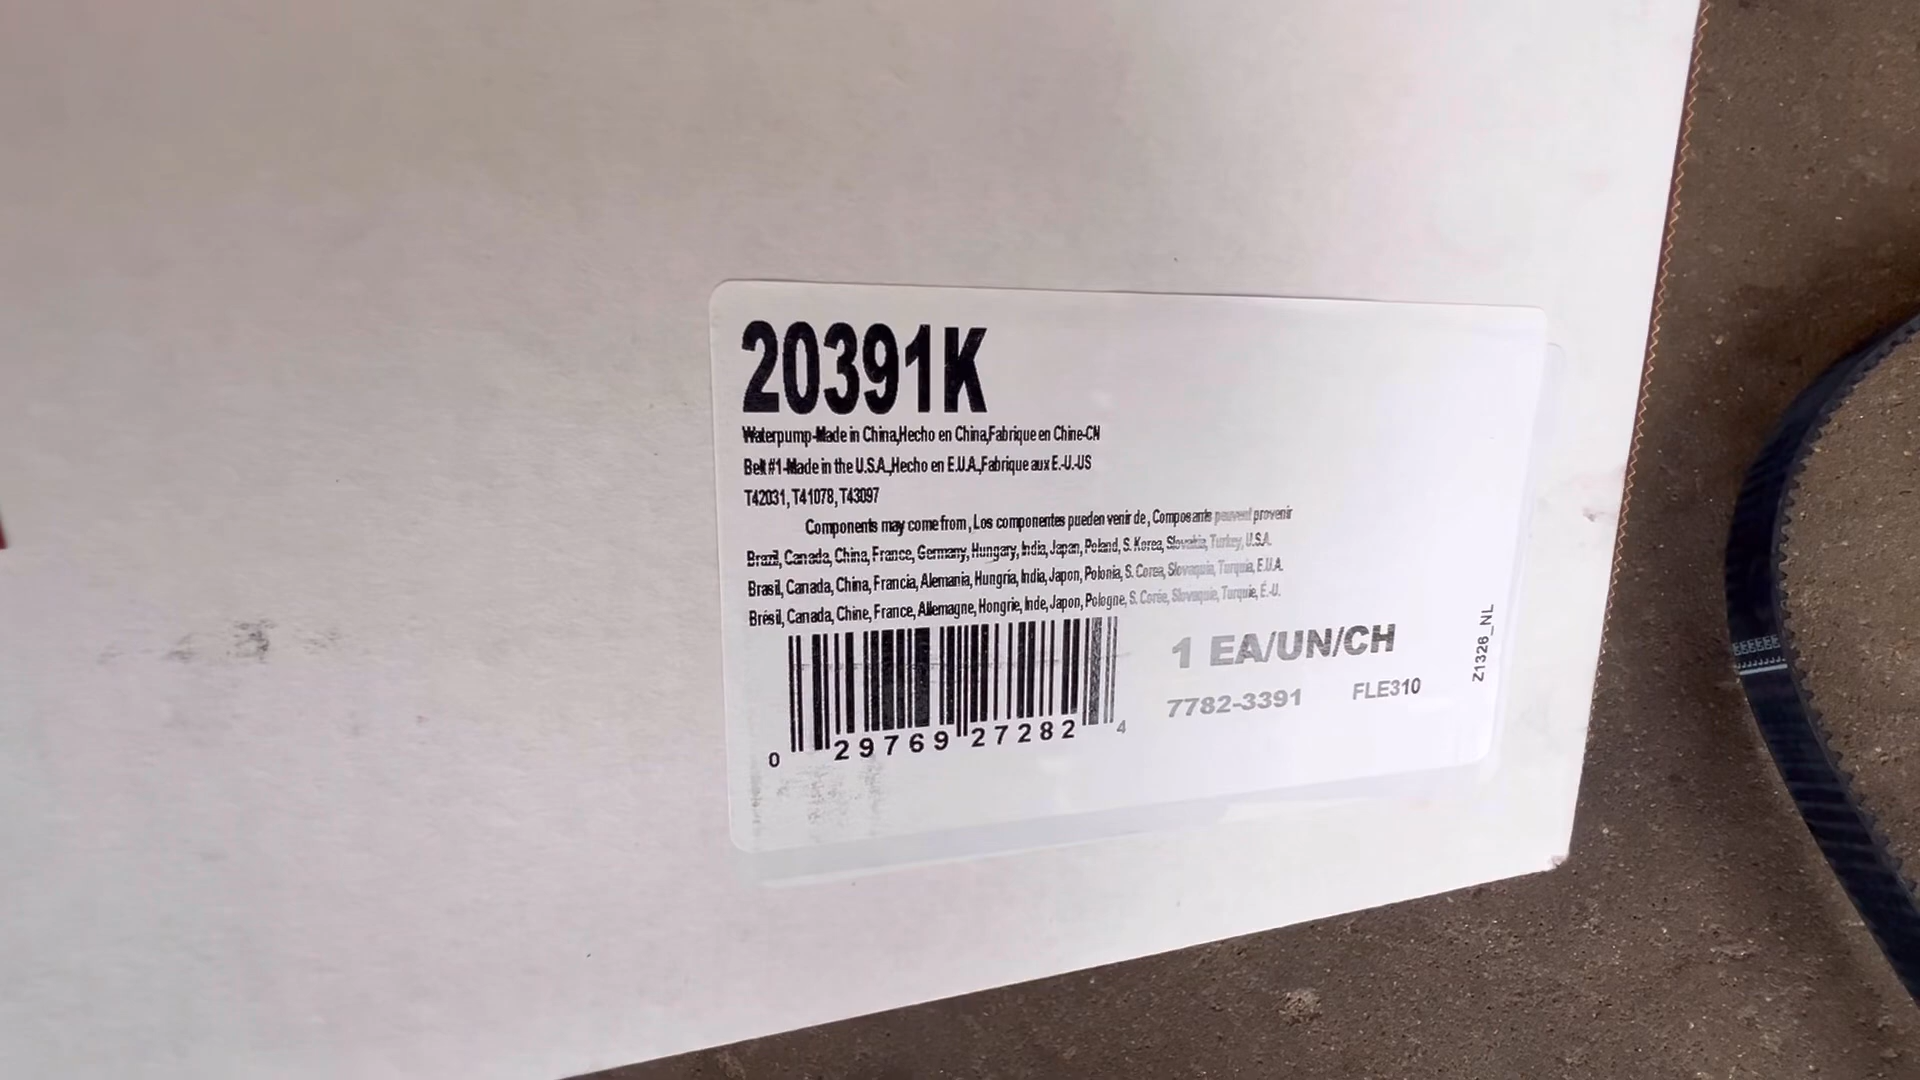 20391K
Waterpump-Made in China,Hecho en China,Fabrique en Chine-CN
Belt #1-Made in the U.S.A.,Hecho en E.U.A.,Fabrique aux E.-U.-US
T42031, T41078, T43097
Components may come from , Los componentes pueden venir de , Composants peuvent provenir
Brazil, Canada, China, France, Germany, Hungary, India, Japan, Poland, S. Korea, Slovakia, Turkey, U.S.A.
Brasil, Canada, China, Francia, Alemania, Hungría, India, Japon, Polonia, S. Corea, Slovaquia, Turquia, E.U.A.
Brésil, Canada, Chine, France, Allemagne, Hongrie, Inde, Japon, Pologne, S. Corée, Slovaquie, Turquie, É.-U.
1 EA/UN/CH
7782-3391 FLE310
Z1326_NL
0 29769 27282 4